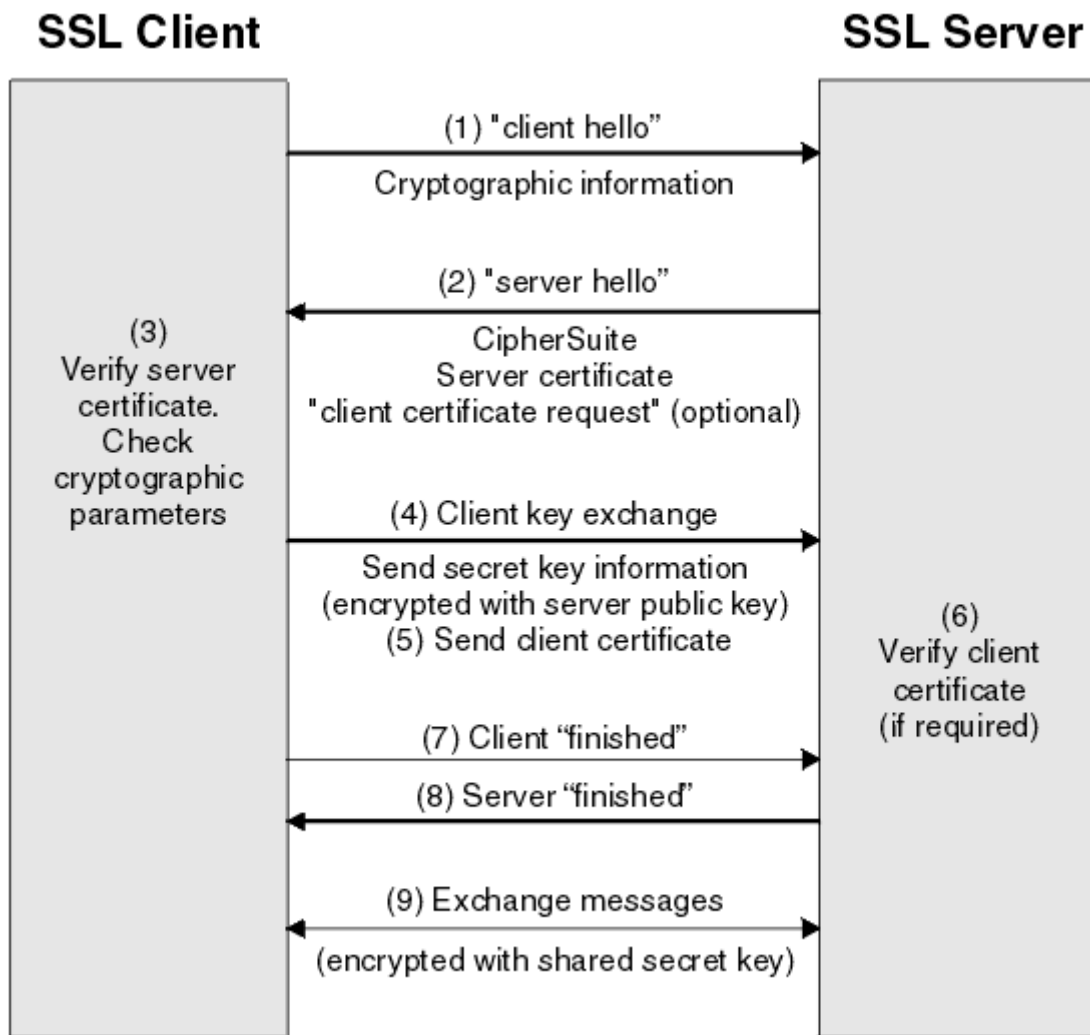 SSL Client
SSL Server
(1) "client hello”
Cryptographic information
(2) "server hello”
CipherSuite
Server certificate
"client certificate request" (optional)
(3)
Verify server
certificate.
Check
cryptographic
parameters
(4) Client key exchange
Send secret key information
(encrypted with server public key)
(5) Send client certificate
(6)
Verify client
certificate
(if required)
(7) Client “finished”
(8) Server “finished”
(9) Exchange messages
(encrypted with shared secret key)